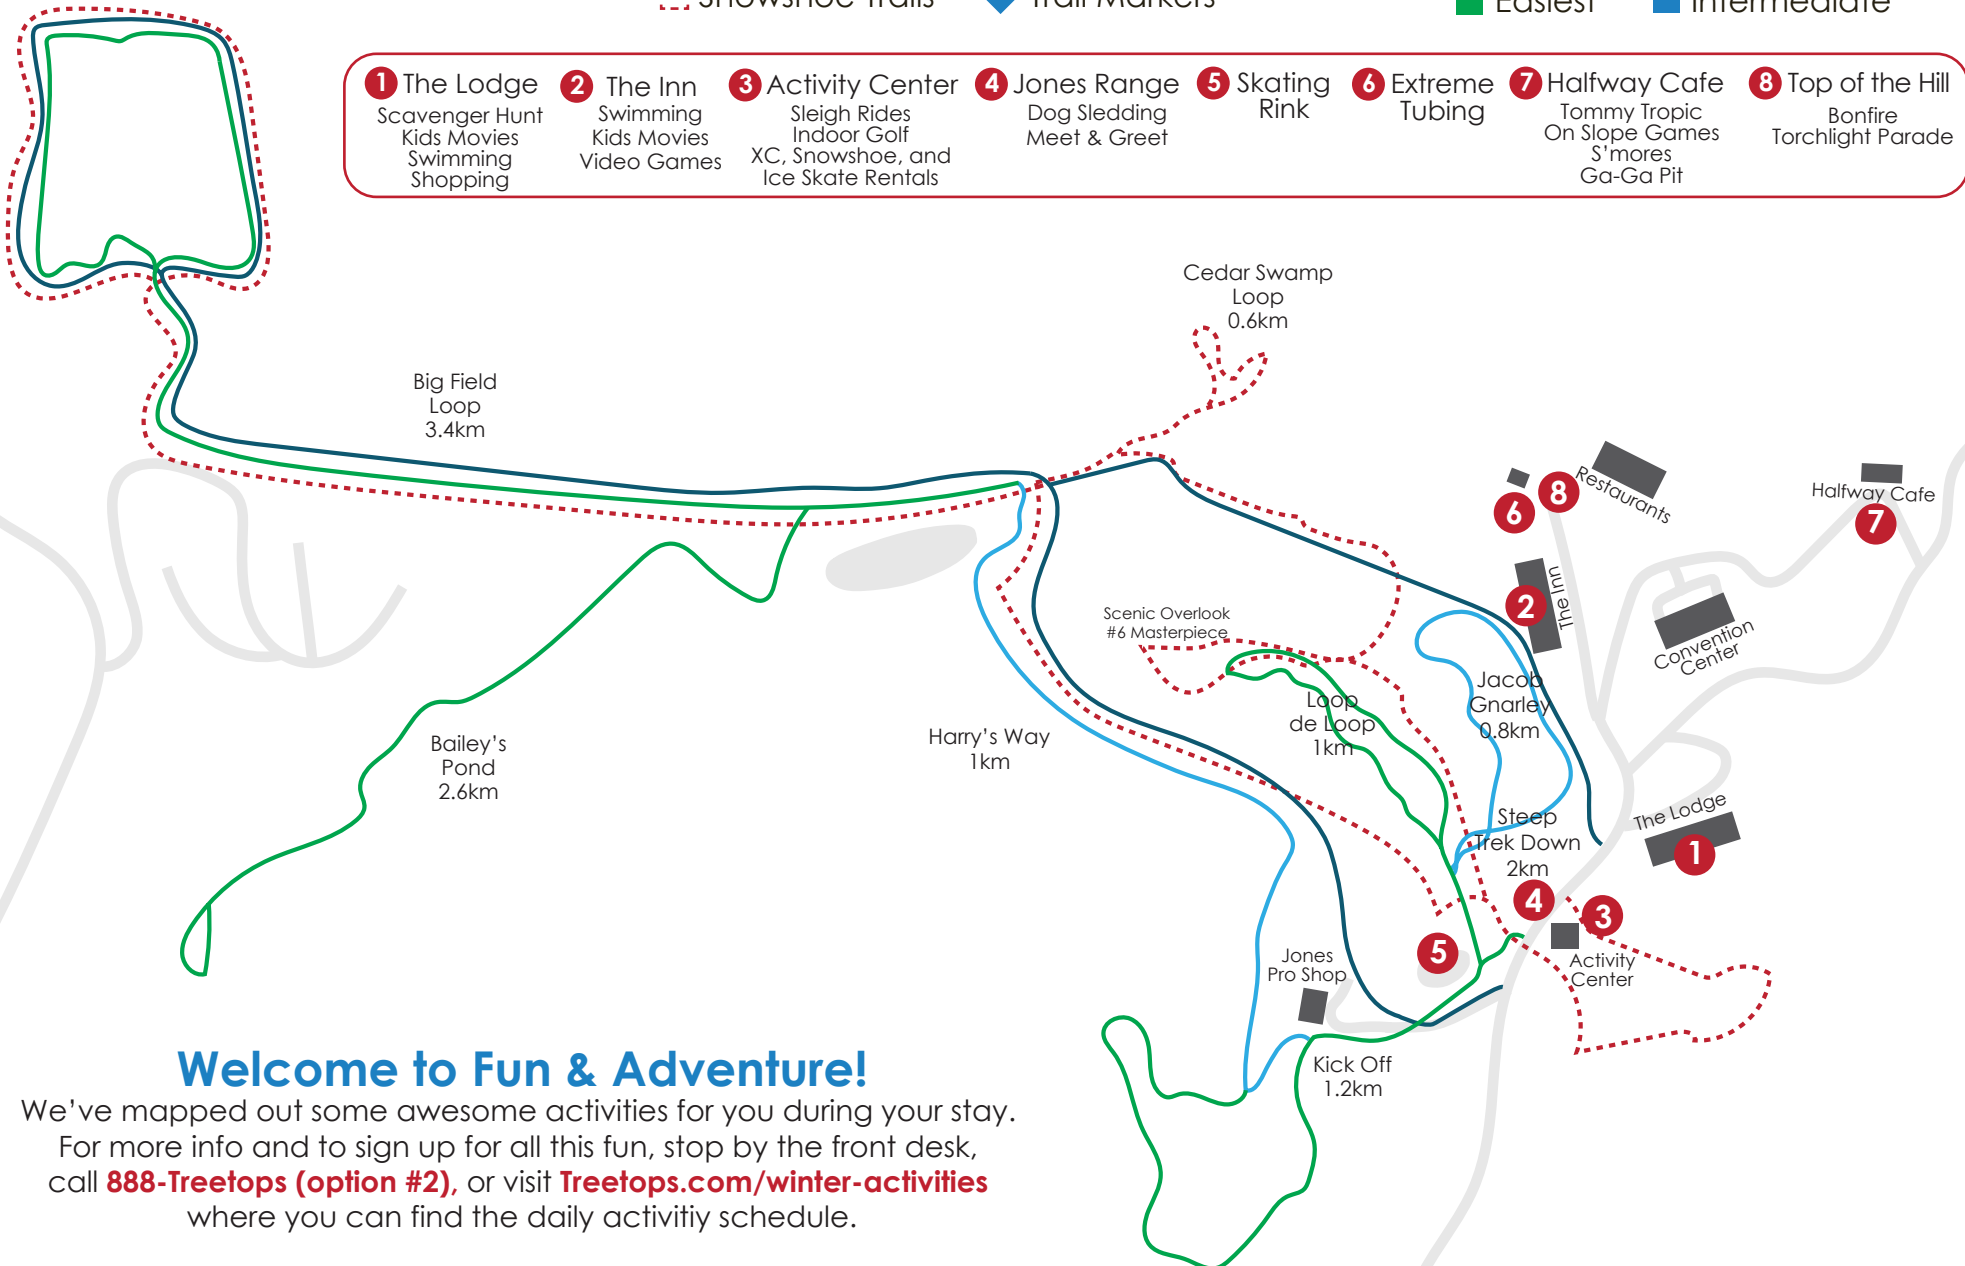 Snowshoe Trails
Trail Markers
Easiest
Intermediate
1 The Lodge
Scavenger Hunt
Kids Movies
Swimming
Shopping
2 The Inn
Swimming
Kids Movies
Video Games
3 Activity Center
Sleigh Rides
Indoor Golf
XC, Snowshoe, and
Ice Skate Rentals
4 Jones Range
Dog Sledding
Meet & Greet
5 Skating
Rink
6 Extreme
Tubing
7 Halfway Cafe
Tommy Tropic
On Slope Games
S'mores
Ga-Ga Pit
8 Top of the Hill
Bonfire
Torchlight Parade
Cedar Swamp
Loop
0.6km
Big Field
Loop
3.4km
6
8
Restaurants
Halfway Cafe
7
2
The Inn
Convention
Center
Scenic Overlook
#6 Masterpiece
Loop
de Loop
1km
Jacob
Gnarley
0.8km
Harry's Way
1km
Bailey's
Pond
2.6km
Steep
Trek Down
2km
The Lodge
1
4
3
Activity
Center
5
Jones
Pro Shop
Kick Off
1.2km
Welcome to Fun & Adventure!
We've mapped out some awesome activities for you during your stay.
For more info and to sign up for all this fun, stop by the front desk,
call 888-Treetops (option #2), or visit Treetops.com/winter-activities
where you can find the daily activitiy schedule.